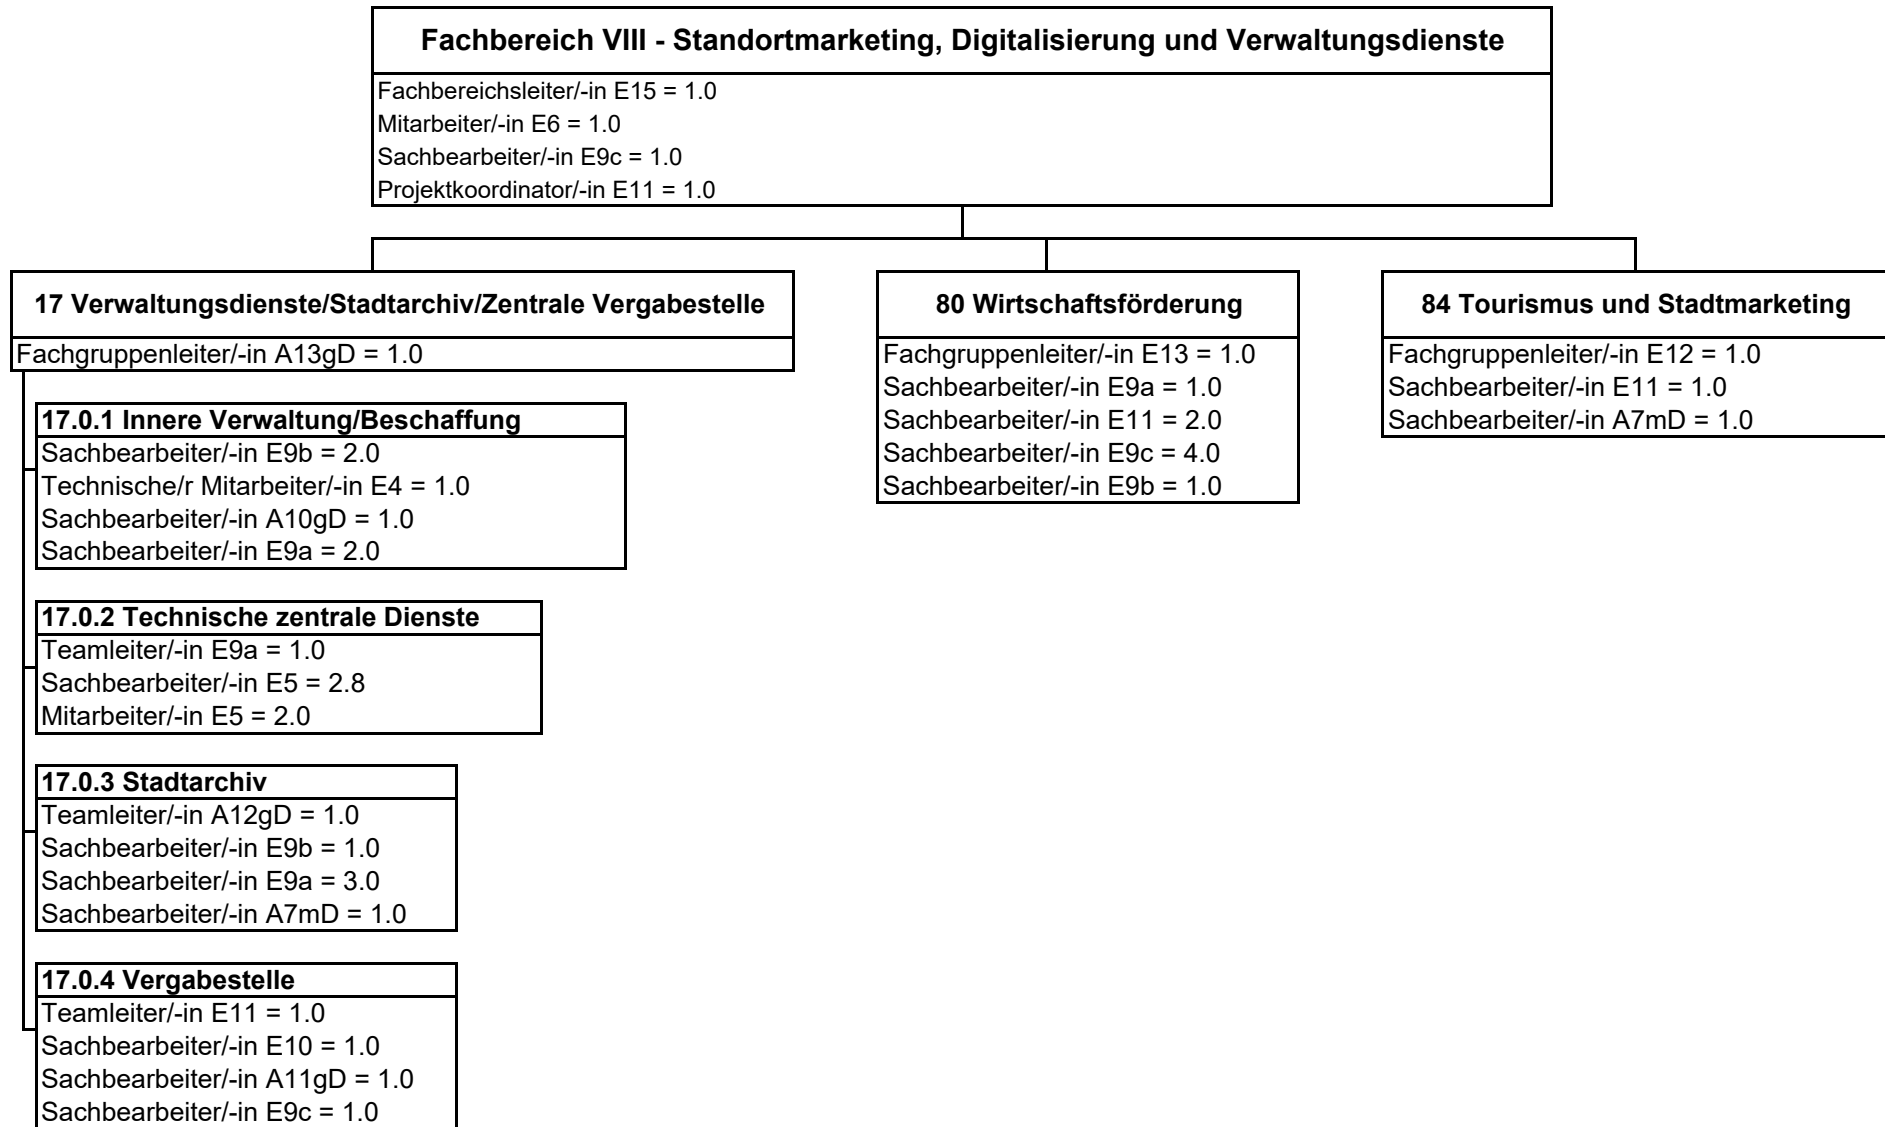 Fachbereich VIII - Standortmarketing, Digitalisierung und Verwaltungsdienste
Fachbereichsleiter/-in E15 = 1.0
Mitarbeiter/-in E6 = 1.0
Sachbearbeiter/-in E9c = 1.0
Projektkoordinator/-in E11 = 1.0
17 Verwaltungsdienste/Stadtarchiv/Zentrale Vergabestelle
Fachgruppenleiter/-in A13gD = 1.0
17.0.1 Innere Verwaltung/Beschaffung
Sachbearbeiter/-in E9b = 2.0
Technische/r Mitarbeiter/-in E4 = 1.0
Sachbearbeiter/-in A10gD = 1.0
Sachbearbeiter/-in E9a = 2.0
17.0.2 Technische zentrale Dienste
Teamleiter/-in E9a = 1.0
Sachbearbeiter/-in E5 = 2.8
Mitarbeiter/-in E5 = 2.0
17.0.3 Stadtarchiv
Teamleiter/-in A12gD = 1.0
Sachbearbeiter/-in E9b = 1.0
Sachbearbeiter/-in E9a = 3.0
Sachbearbeiter/-in A7mD = 1.0
17.0.4 Vergabestelle
Teamleiter/-in E11 = 1.0
Sachbearbeiter/-in E10 = 1.0
Sachbearbeiter/-in A11gD = 1.0
Sachbearbeiter/-in E9c = 1.0
80 Wirtschaftsförderung
Fachgruppenleiter/-in E13 = 1.0
Sachbearbeiter/-in E9a = 1.0
Sachbearbeiter/-in E11 = 2.0
Sachbearbeiter/-in E9c = 4.0
Sachbearbeiter/-in E9b = 1.0
84 Tourismus und Stadtmarketing
Fachgruppenleiter/-in E12 = 1.0
Sachbearbeiter/-in E11 = 1.0
Sachbearbeiter/-in A7mD = 1.0